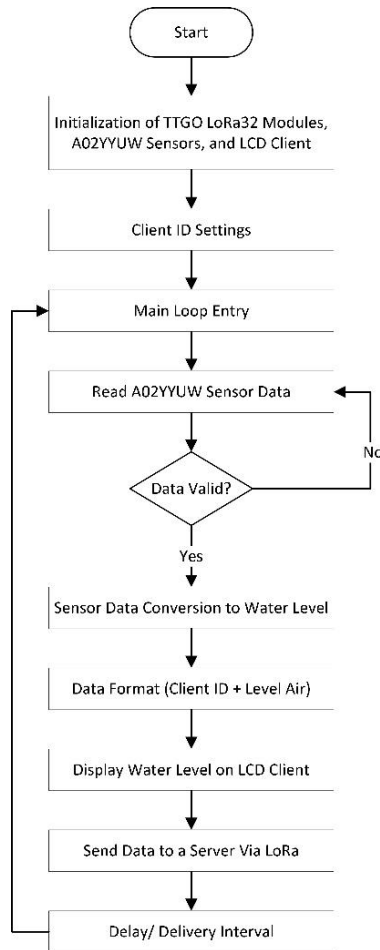 Start
Initialization of TTGO LoRa32 Modules,
A02YYUW Sensors, and LCD Client
Client ID Settings
Main Loop Entry
Read A02YYUW Sensor Data
No
Data Valid?
Yes
Sensor Data Conversion to Water Level
Data Format (Client ID + Level Air)
Display Water Level on LCD Client
Send Data to a Server Via LoRa
Delay/ Delivery Interval